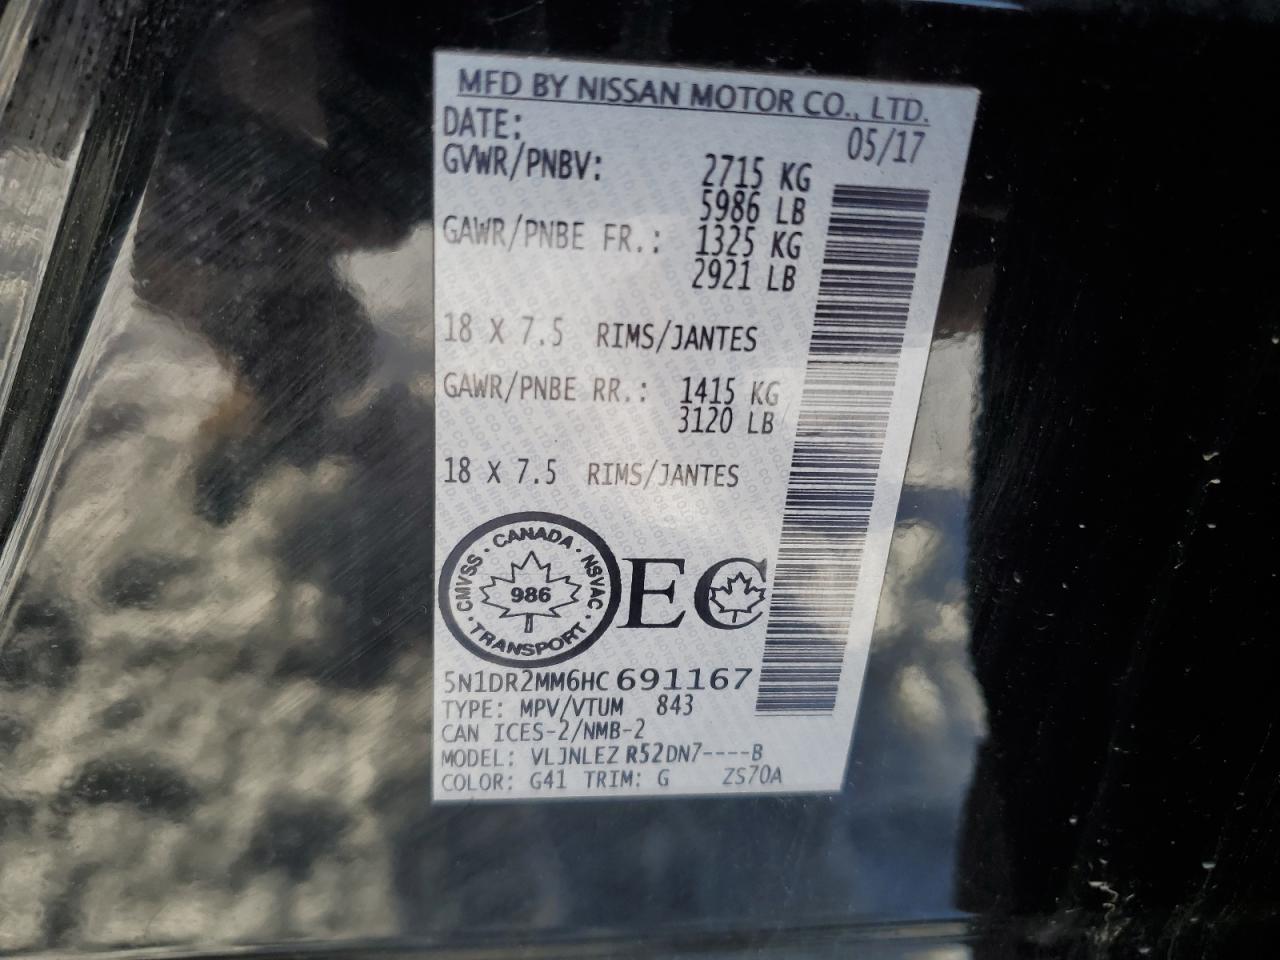 MFD BY NISSAN MOTOR CO., LTD.
DATE: 05/17
GVWR/PNBV: 2715 KG
5986 LB
GAWR/PNBE FR.: 1325 KG
2921 LB
18 X 7.5 RIMS/JANTES
GAWR/PNBE RR.: 1415 KG
3120 LB
18 X 7.5 RIMS/JANTES
CMVSS · CANADA · NSVAC · TRANSPORT ·
986
EC
5N1DR2MM6HC691167
TYPE: MPV/VTUM 843
CAN ICES-2/NMB-2
MODEL: VLJNLEZ R52DN7----B
COLOR: G41 TRIM: G ZS70A